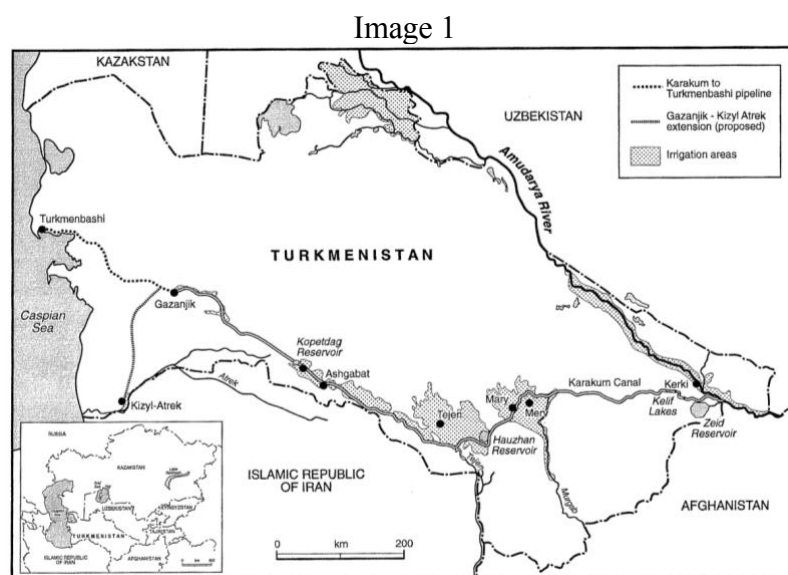 Image 1
KAZAKSTAN
Karakum to
Turkmenbashi pipeline
Gazanjik - Kizyl Atrek
extension (proposed)
Irrigation areas
UZBEKISTAN
Amudarya River
Turkmenbashi
TURKMENISTAN
Gazanjik
Caspian
Sea
Kopetdag
Reservoir
Ashgabat
Kizyl-Atrek
Atrek
Tejen
Mary
Merv
Karakum Canal
Kerki
Kelif
Lakes
Zeid
Reservoir
Hauzhan
Reservoir
Tejen
Murgab
ISLAMIC REPUBLIC
OF IRAN
AFGHANISTAN
0
200
km
RUSSIA
KAZAKHSTAN
UZBEKISTAN
TURKMENISTAN
ISLAMIC REPUBLIC
OF IRAN
AFGHANISTAN